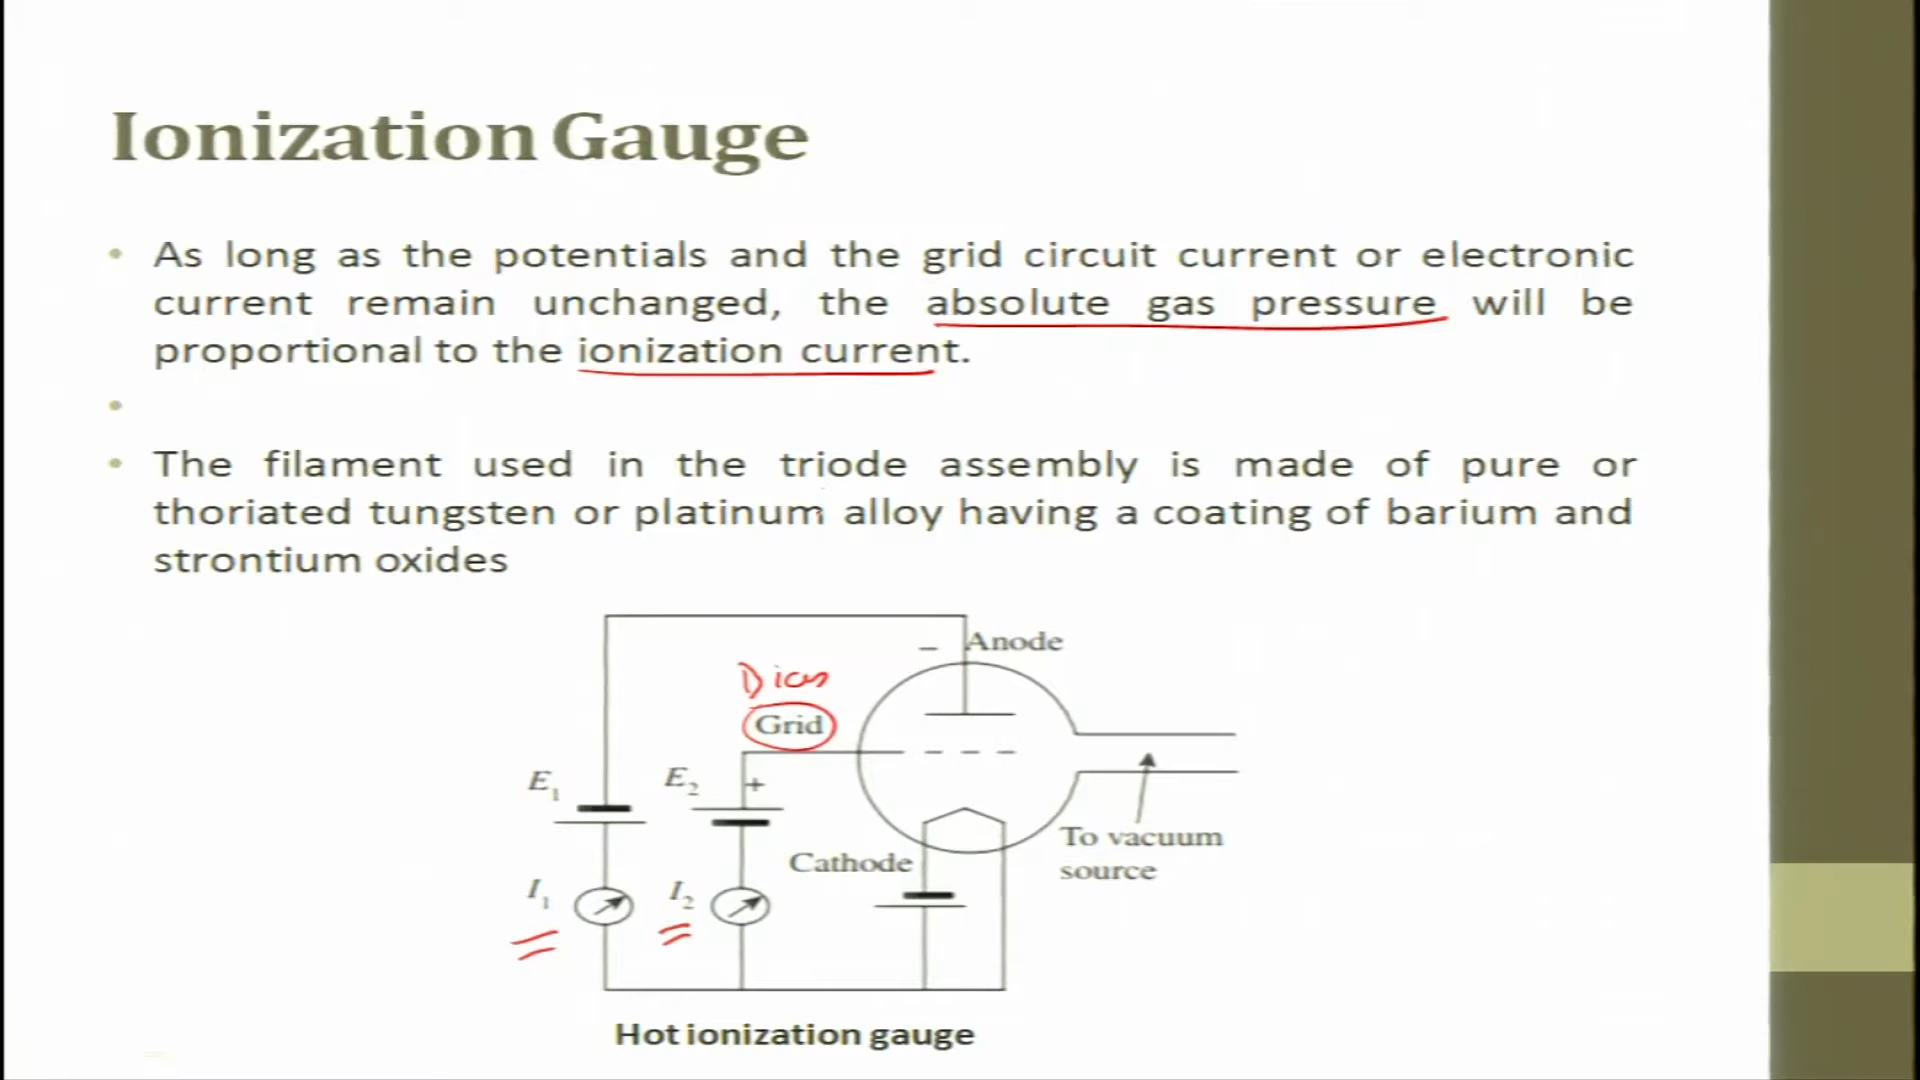 Ionization Gauge
• As long as the potentials and the grid circuit current or electronic
current remain unchanged, the absolute gas pressure will be
proportional to the ionization current.
•
• The filament used in the triode assembly is made of pure or
thoriated tungsten or platinum alloy having a coating of barium and
strontium oxides
Anode
−
Grid
E₁
E₂
+
To vacuum
source
Cathode
I₁
I₂
Hot ionization gauge